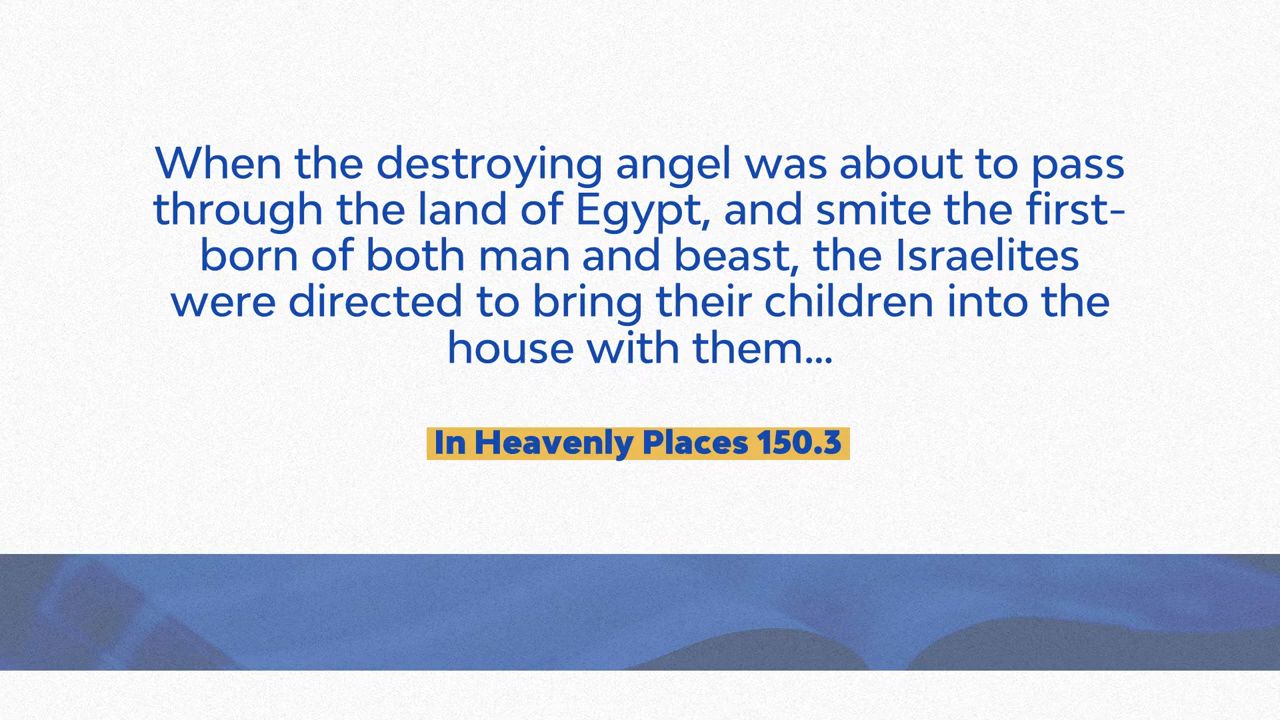 When the destroying angel was about to pass
through the land of Egypt, and smite the first-
born of both man and beast, the Israelites
were directed to bring their children into the
house with them...
In Heavenly Places 150.3